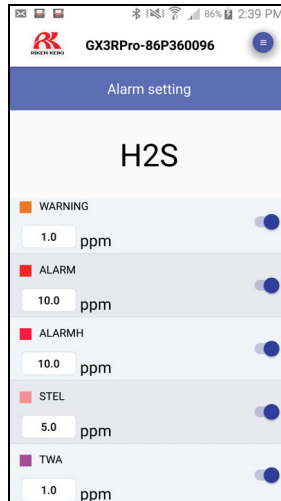 86% 2:39 PM
RIKEN KEIKI
GX3RPro-86P360096
Alarm setting
H2S
WARNING
1.0 ppm
ALARM
10.0 ppm
ALARMH
10.0 ppm
STEL
5.0 ppm
TWA
1.0 ppm